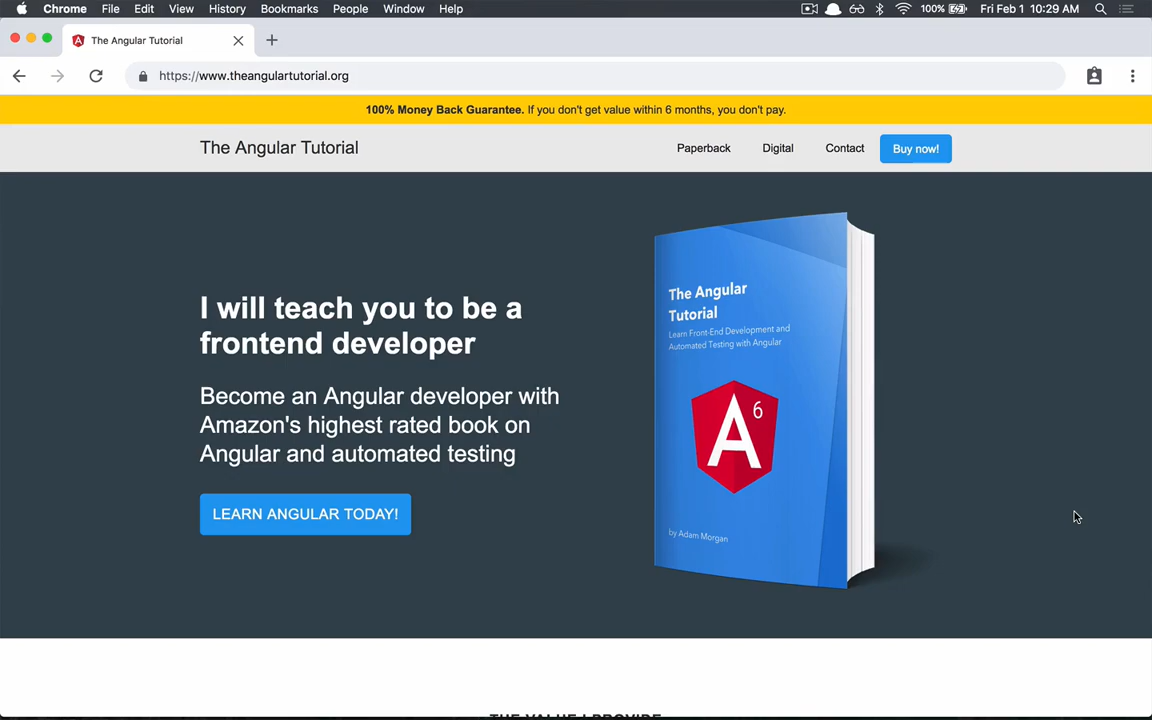 Chrome File Edit View History Bookmarks People Window Help 100% Fri Feb 1 10:29 AM
The Angular Tutorial
https://www.theangulartutorial.org
100% Money Back Guarantee. If you don't get value within 6 months, you don't pay.
The Angular Tutorial Paperback Digital Contact Buy now!
I will teach you to be a
frontend developer
Become an Angular developer with
Amazon's highest rated book on
Angular and automated testing
LEARN ANGULAR TODAY!
The Angular
Tutorial
Learn Front-End Development and
Automated Testing with Angular
A 6
by Adam Morgan
THE VALUE I PROVIDE